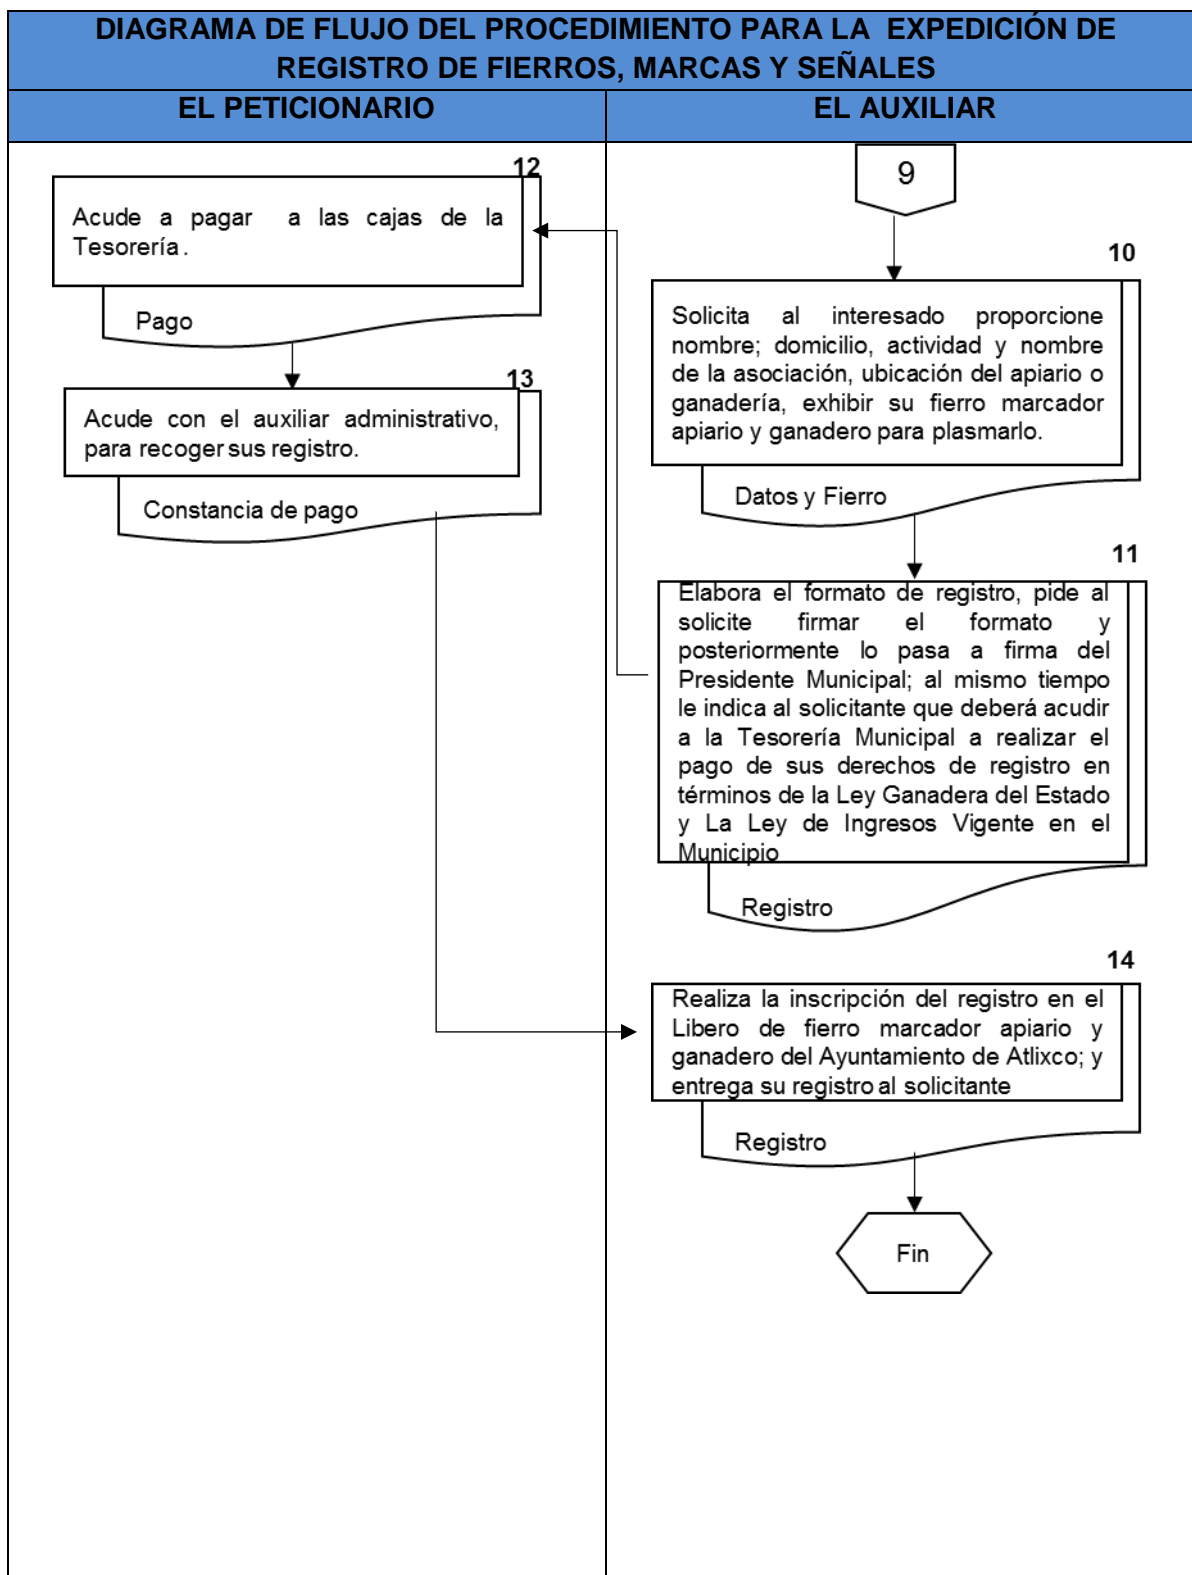 DIAGRAMA DE FLUJO DEL PROCEDIMIENTO PARA LA EXPEDICIÓN DE
REGISTRO DE FIERROS, MARCAS Y SEÑALES
EL PETICIONARIO
EL AUXILIAR
12
Acude a pagar a las cajas de la
Tesorería.
Pago
13
Acude con el auxiliar administrativo,
para recoger sus registro.
Constancia de pago
9
10
Solicita al interesado proporcione
nombre; domicilio, actividad y nombre
de la asociación, ubicación del apiario o
ganadería, exhibir su fierro marcador
apiario y ganadero para plasmarlo.
Datos y Fierro
11
Elabora el formato de registro, pide al
solicite firmar el formato y
posteriormente lo pasa a firma del
Presidente Municipal; al mismo tiempo
le indica al solicitante que deberá acudir
a la Tesorería Municipal a realizar el
pago de sus derechos de registro en
términos de la Ley Ganadera del Estado
y La Ley de Ingresos Vigente en el
Municipio
Registro
14
Realiza la inscripción del registro en el
Libero de fierro marcador apiario y
ganadero del Ayuntamiento de Atlixco; y
entrega su registro al solicitante
Registro
Fin